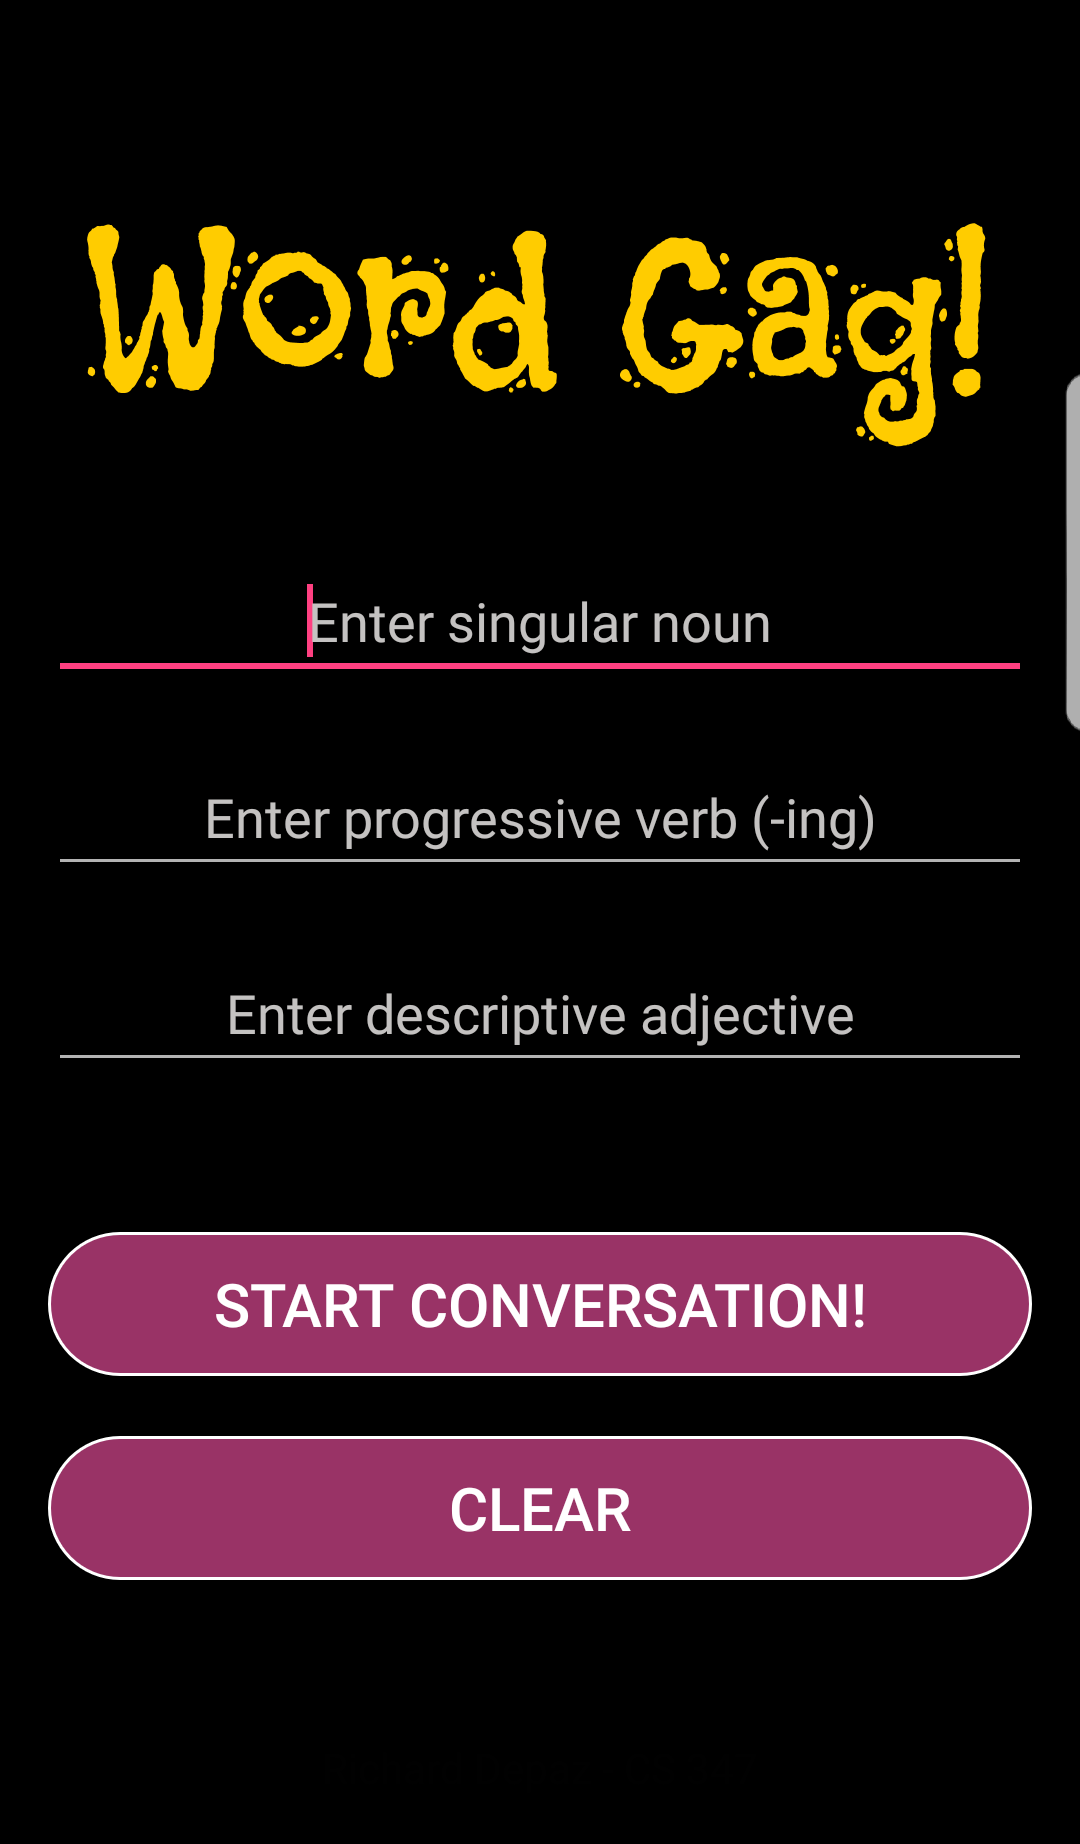 Word Gag!
Enter singular noun
Enter progressive verb (-ing)
Enter descriptive adjective
START CONVERSATION!
CLEAR